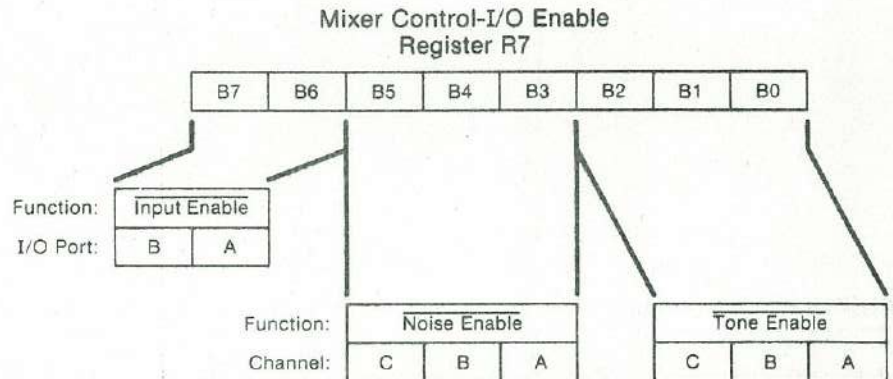 Mixer Control-I/O Enable
Register R7
B7 B6 B5 B4 B3 B2 B1 B0
Function: Input Enable
I/O Port: B A
Function: Noise Enable Tone Enable
Channel: C B A C B A